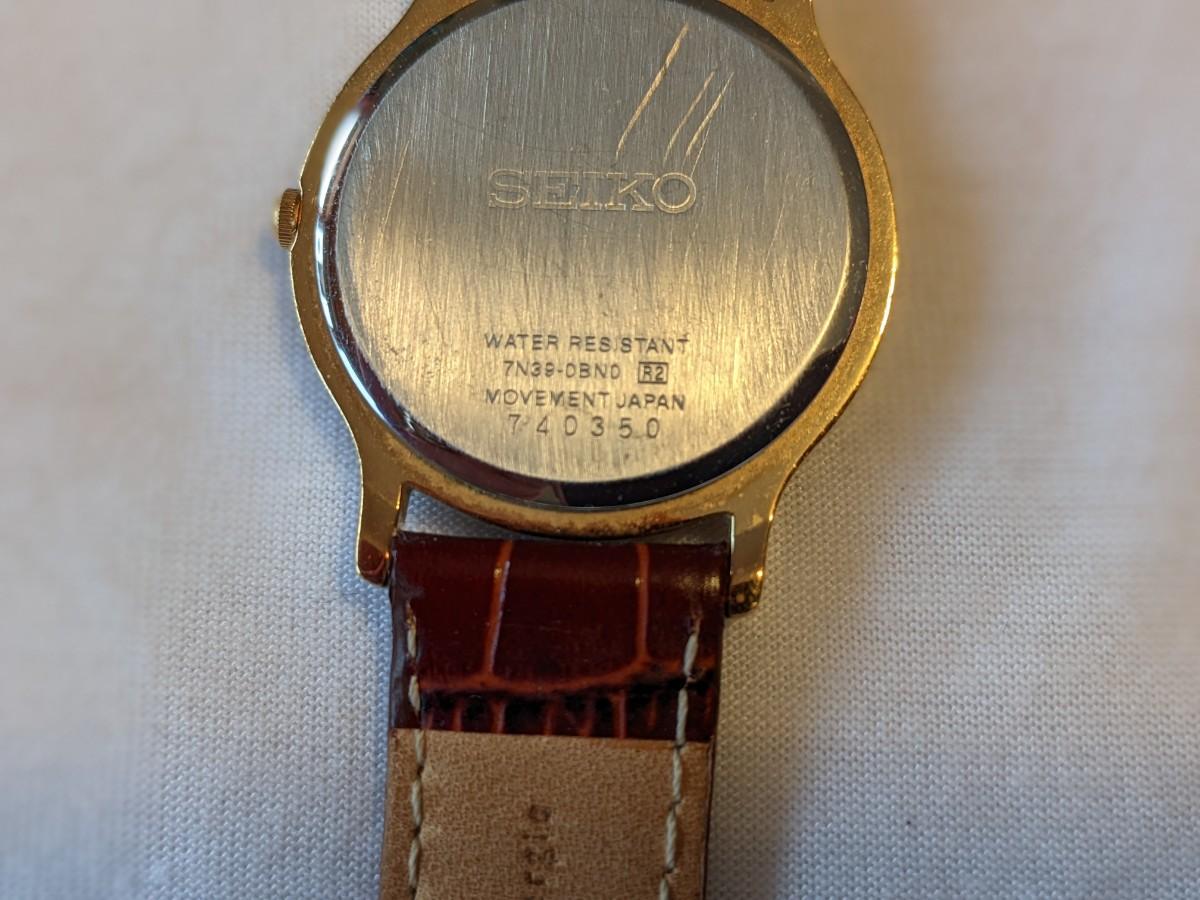 SEIKO
WATER RESISTANT
7N39-0BN0 R2
MOVEMENT JAPAN
740350